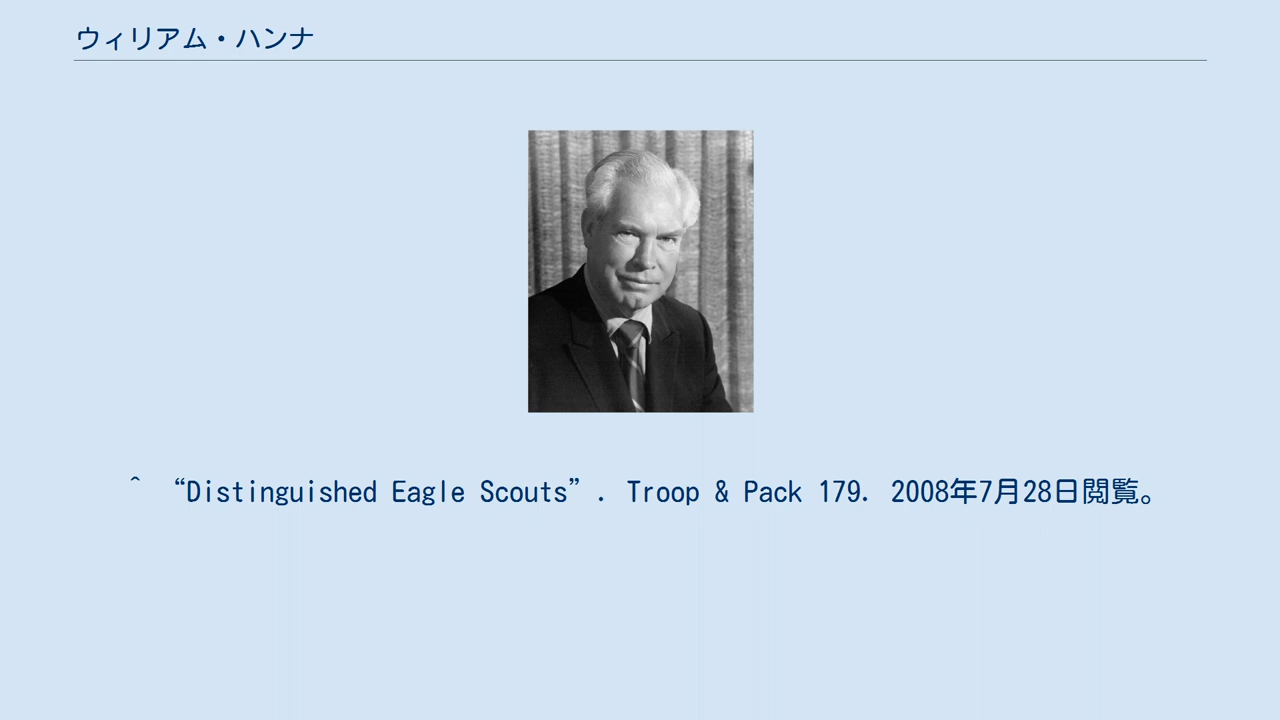 ウィリアム・ハンナ
^ “Distinguished Eagle Scouts”. Troop & Pack 179. 2008年7月28日閲覧。